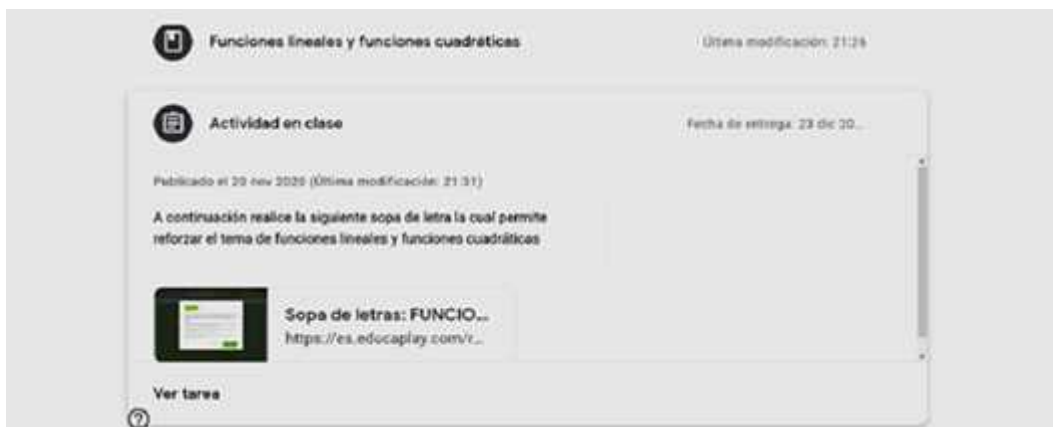 Funciones lineales y funciones cuadráticas
Última modificación: 21:26
Actividad en clase
Fecha de entrega: 23 dic 20...
Publicado el 20 nov 2020 (Última modificación: 21:31)
A continuación realice la siguiente sopa de letra la cual permite
reforzar el tema de funciones lineales y funciones cuadráticas
Sopa de letras: FUNCIO...
https://es.educaplay.com/r...
Ver tarea